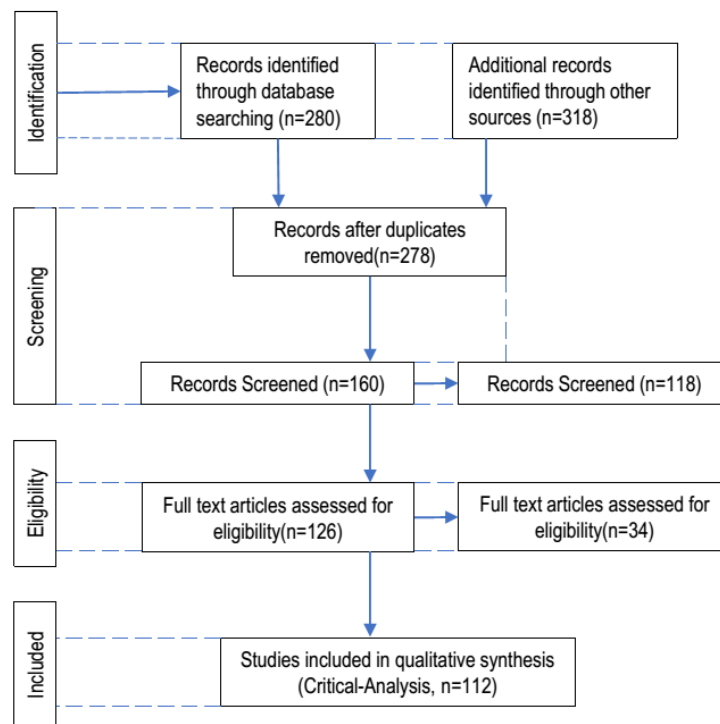 Identification
Records identified
through database
searching (n=280)
Additional records
identified through other
sources (n=318)
Screening
Records after duplicates
removed(n=278)
Records Screened (n=160)
Records Screened (n=118)
Eligibility
Full text articles assessed for
eligibility(n=126)
Full text articles assessed for
eligibility(n=34)
Included
Studies included in qualitative synthesis
(Critical-Analysis, n=112)